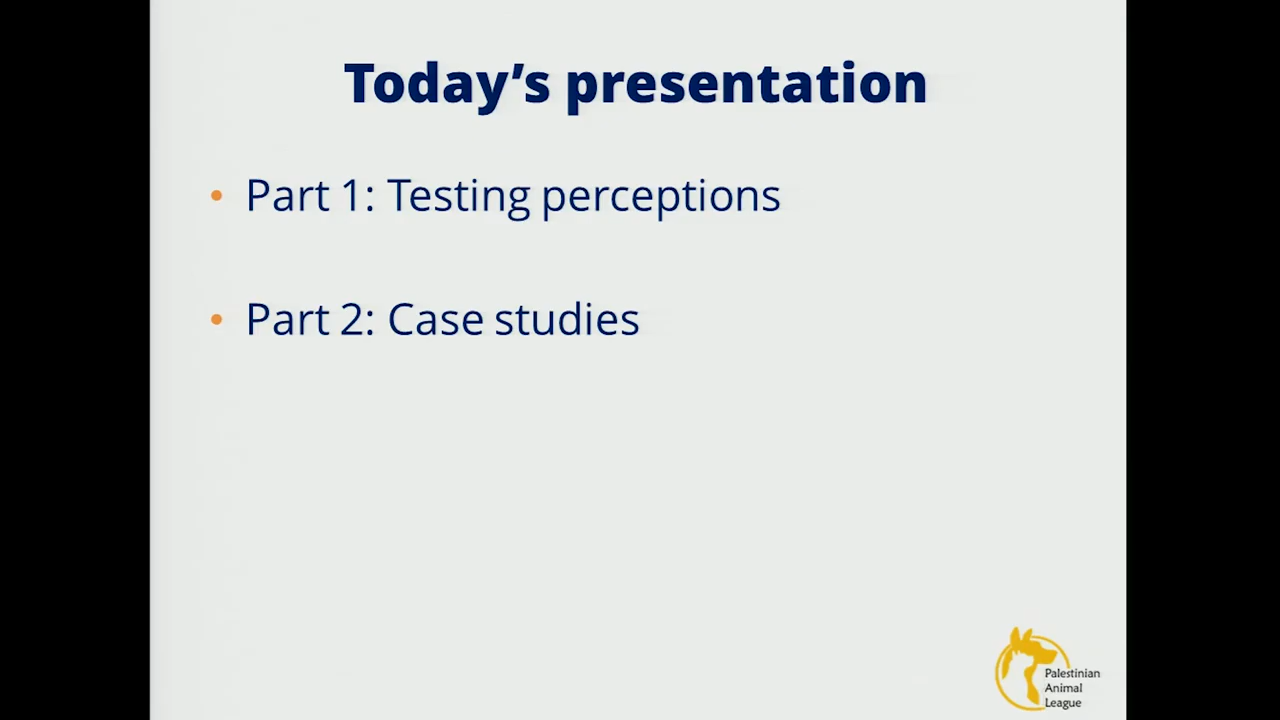 Today’s presentation
• Part 1: Testing perceptions
• Part 2: Case studies
Palestinian
Animal
League